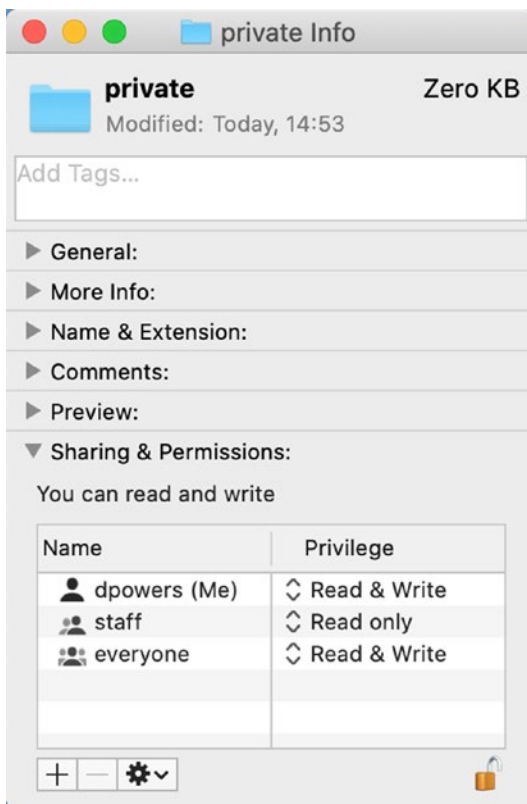 private Info
private Zero KB
Modified: Today, 14:53
Add Tags...
General:
More Info:
Name & Extension:
Comments:
Preview:
Sharing & Permissions:
You can read and write
Name Privilege
dpowers (Me) Read & Write
staff Read only
everyone Read & Write